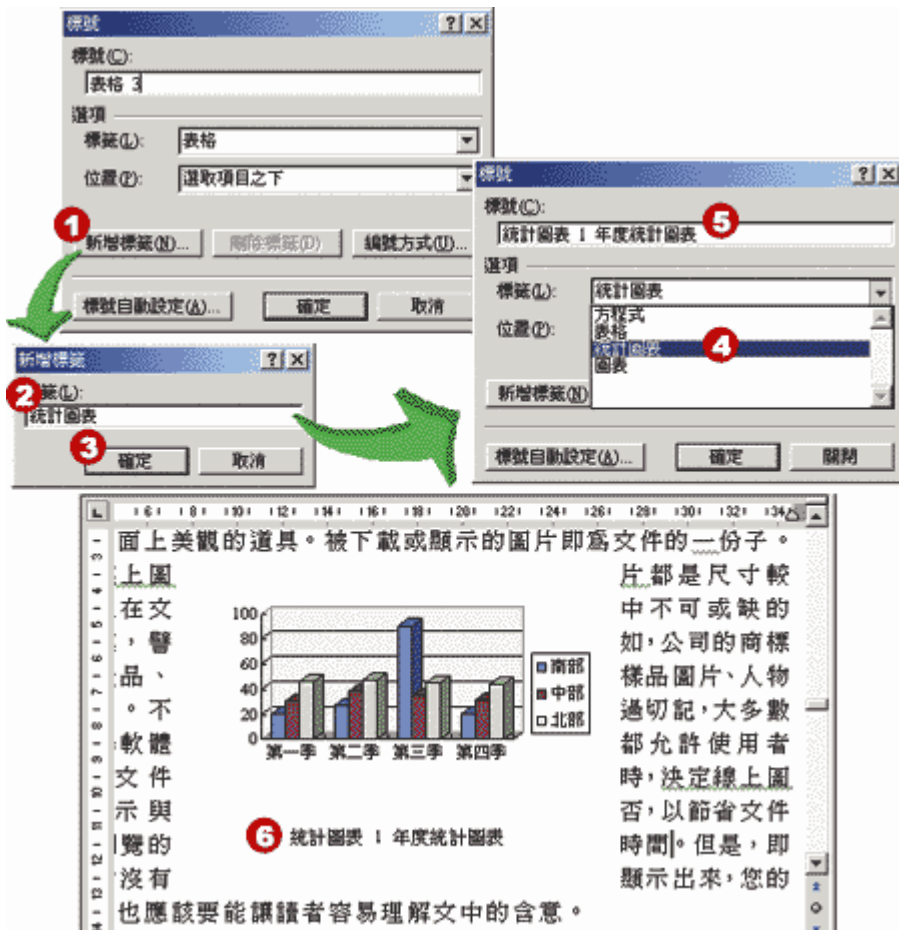 標號
標號(C):
表格 3
選項
標籤(L): 表格
位置(P): 選取項目之下
1
新增標籤(N)... 刪除標籤(D) 編號方式(U)...
標號自動設定(A)... 確定 取消
新增標籤
2 籤(L):
統計圖表
3
確定 取消
標號
標號(C):
5
統計圖表 1 年度統計圖表
選項
標籤(L): 統計圖表
方程式
位置(P): 表格
統計圖表
4
圖表
新增標籤(N)
標號自動設定(A)... 確定 關閉
面上美觀的道具。被下載或顯示的圖片即為文件的一份子。
上圖 片都是尺寸較
在文 中不可或缺的
,譬 如,公司的商標
品、 樣品圖片、人物
。不 過切記,大多數
軟體 都允許使用者
文件 時,決定線上圖
示與 否,以節省文件
覽的 時間。但是,即
沒有 顯示出來,您的
也應該要能讓讀者容易理解文中的含意。
100
80
60
40
20
0
第一季 第二季 第三季 第四季
南部
中部
北部
6 統計圖表 1 年度統計圖表